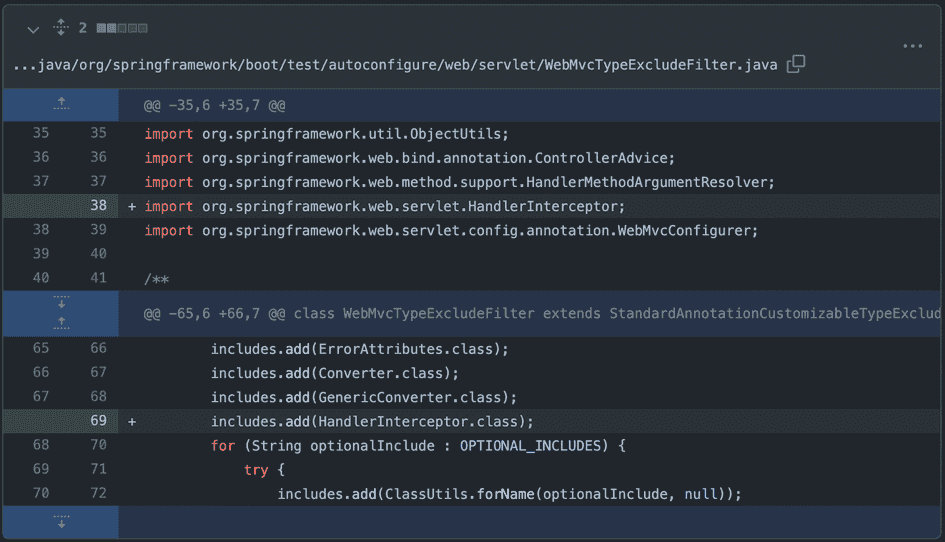 2
...java/org/springframework/boot/test/autoconfigure/web/servlet/WebMvcTypeExcludeFilter.java
@@ -35,6 +35,7 @@
35 35 import org.springframework.util.ObjectUtils;
36 36 import org.springframework.web.bind.annotation.ControllerAdvice;
37 37 import org.springframework.web.method.support.HandlerMethodArgumentResolver;
38 + import org.springframework.web.servlet.HandlerInterceptor;
38 39 import org.springframework.web.servlet.config.annotation.WebMvcConfigurer;
39 40
40 41 /**
@@ -65,6 +66,7 @@ class WebMvcTypeExcludeFilter extends StandardAnnotationCustomizableTypeExclud
65 66 includes.add(ErrorAttributes.class);
66 67 includes.add(Converter.class);
67 68 includes.add(GenericConverter.class);
69 + includes.add(HandlerInterceptor.class);
68 70 for (String optionalInclude : OPTIONAL_INCLUDES) {
69 71 try {
70 72 includes.add(ClassUtils.forName(optionalInclude, null));